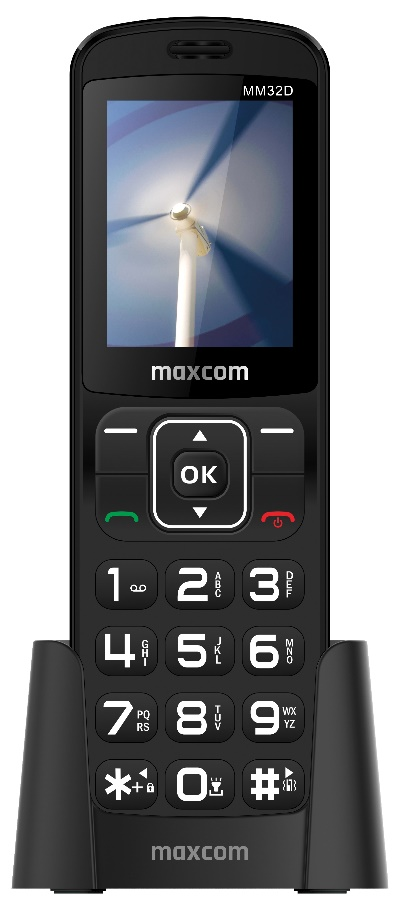 MM32D
maxcom
OK
1 2 ABC 3 DEF
4 GHI 5 JKL 6 MNO
7 PQRS 8 TUV 9 WXYZ
*+ 0 #
maxcom